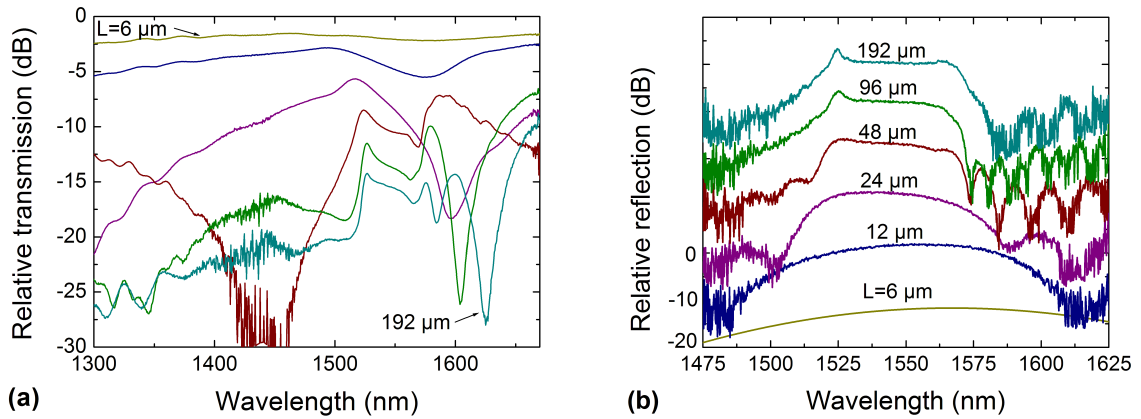 Relative transmission (dB)
0
-5
-10
-15
-20
-25
-30
L=6 µm
192 µm
1300
1400
1500
1600
Wavelength (nm)
(a)
Relative reflection (dB)
0
-10
-20
192 µm
96 µm
48 µm
24 µm
12 µm
L=6 µm
1475
1500
1525
1550
1575
1600
1625
Wavelength (nm)
(b)